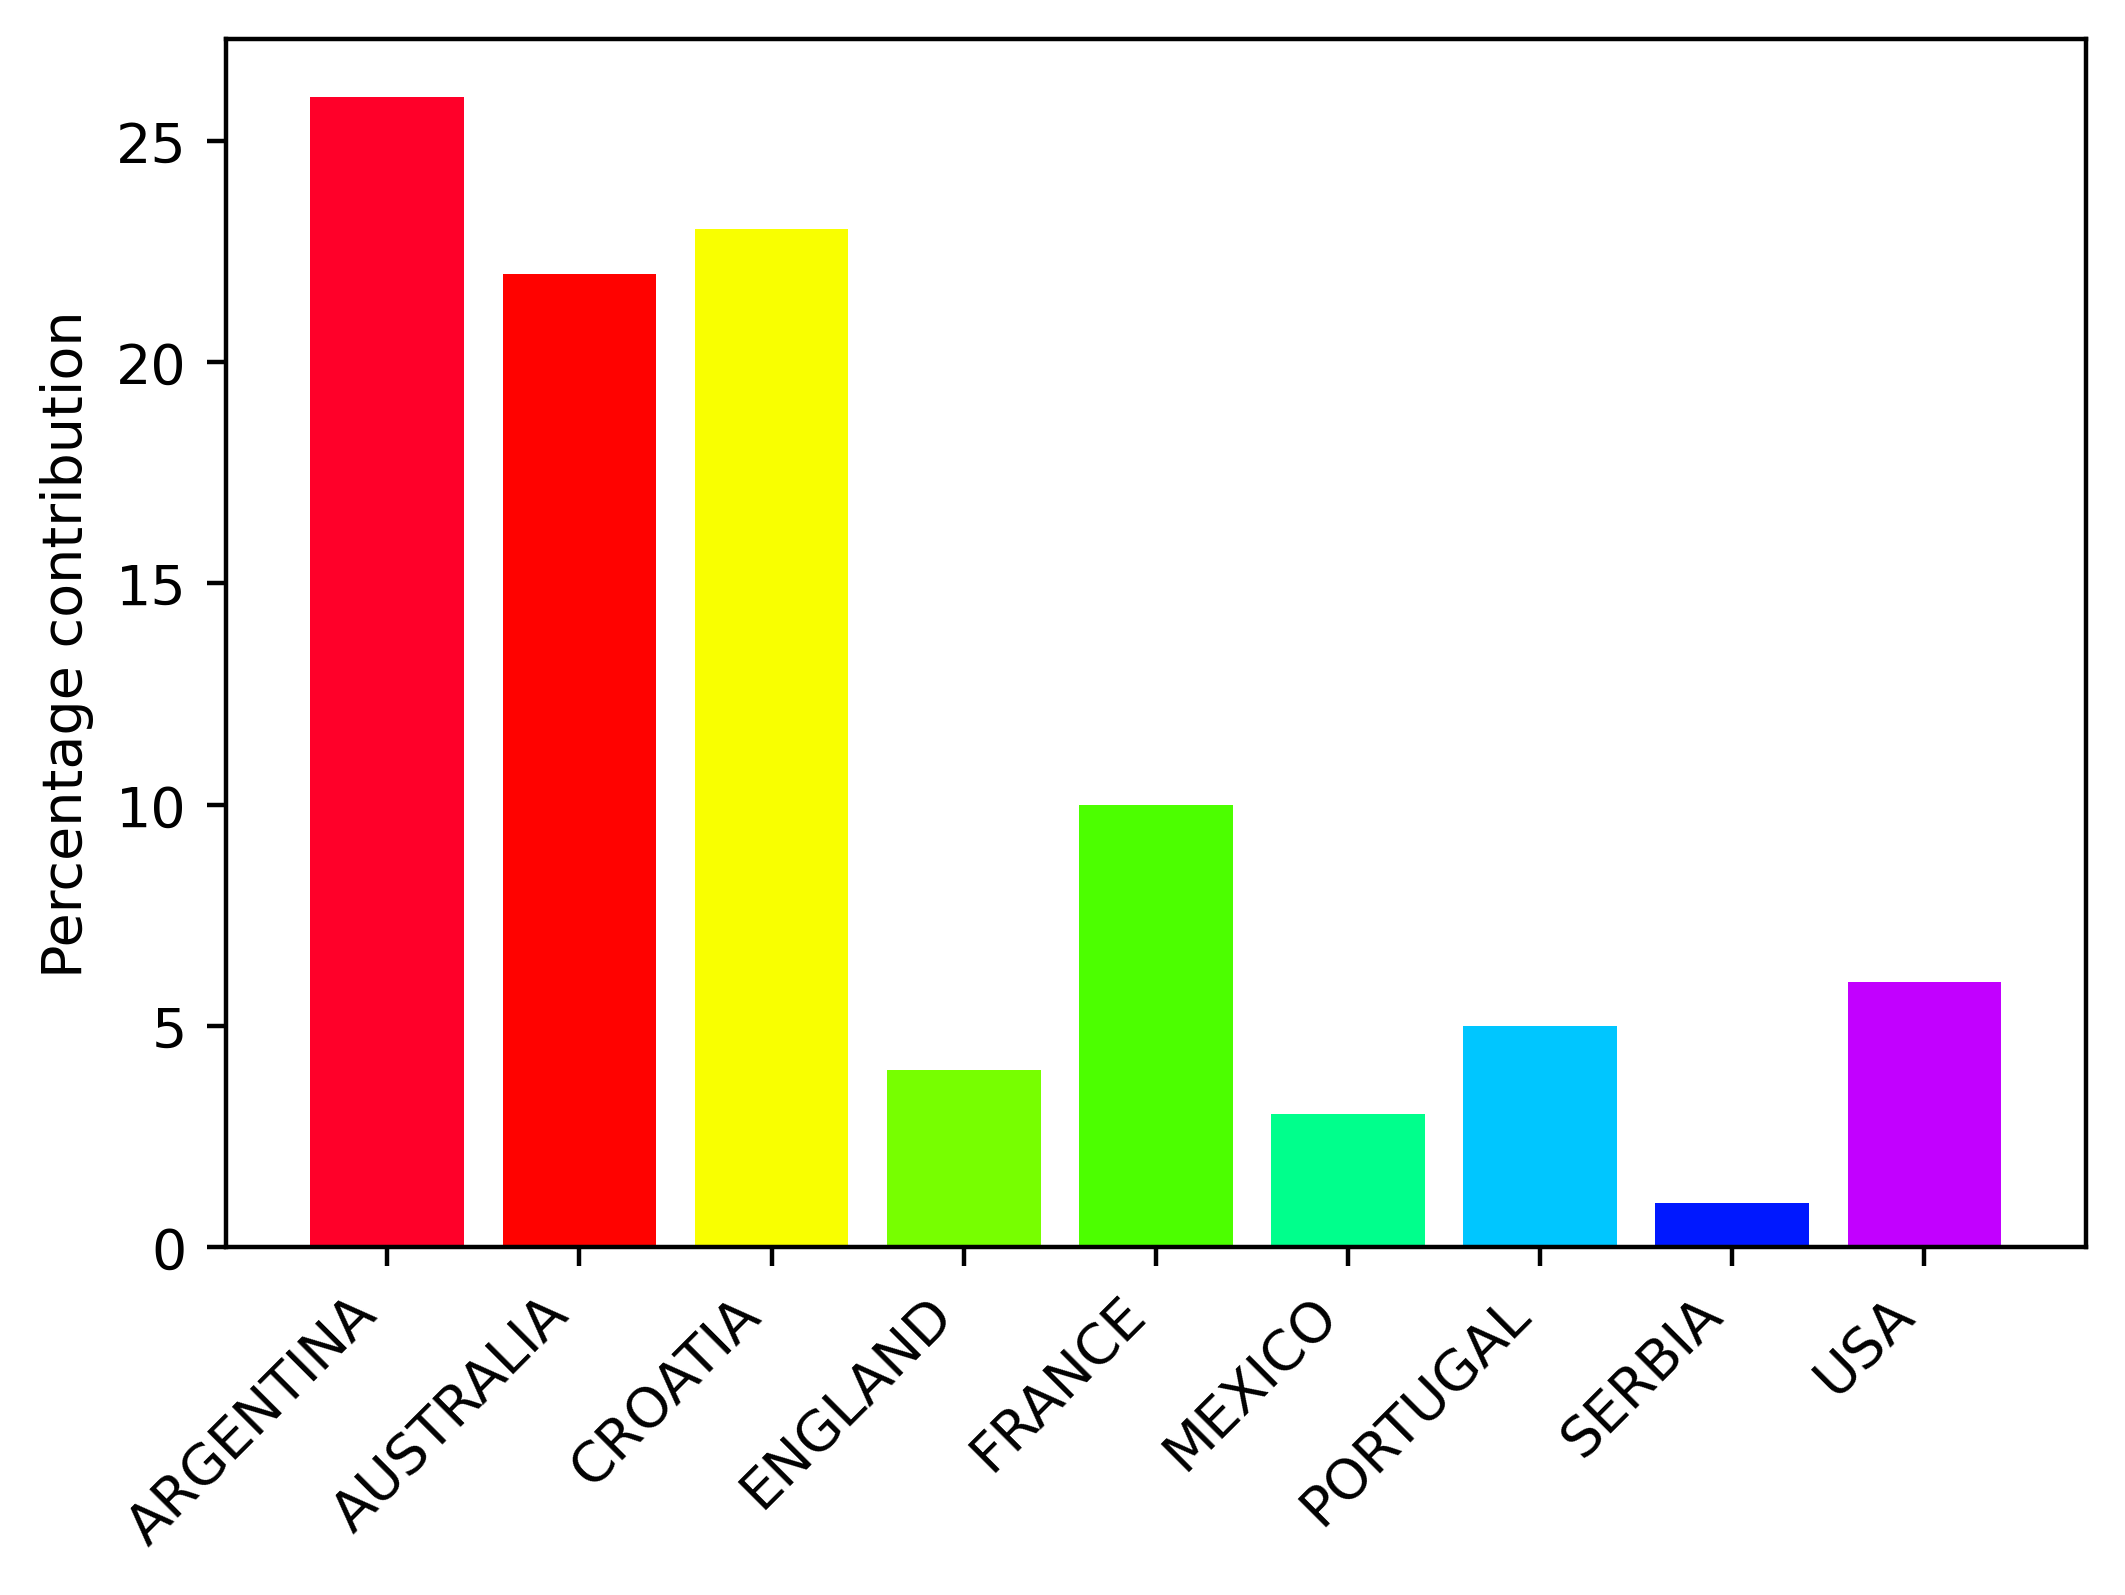 Percentage contribution
25
20
15
10
5
0
ARGENTINA
AUSTRALIA
CROATIA
ENGLAND
FRANCE
MEXICO
PORTUGAL
SERBIA
USA